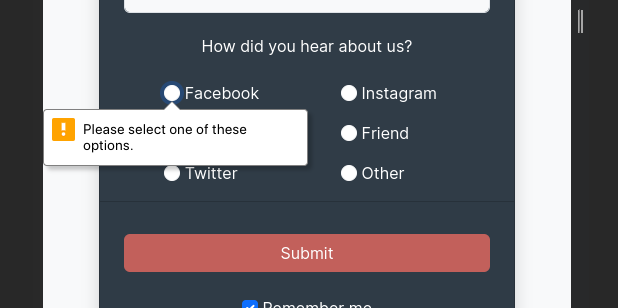 How did you hear about us?
Facebook
Instagram
Please select one of these
options.
Friend
Twitter
Other
Submit
Remember me